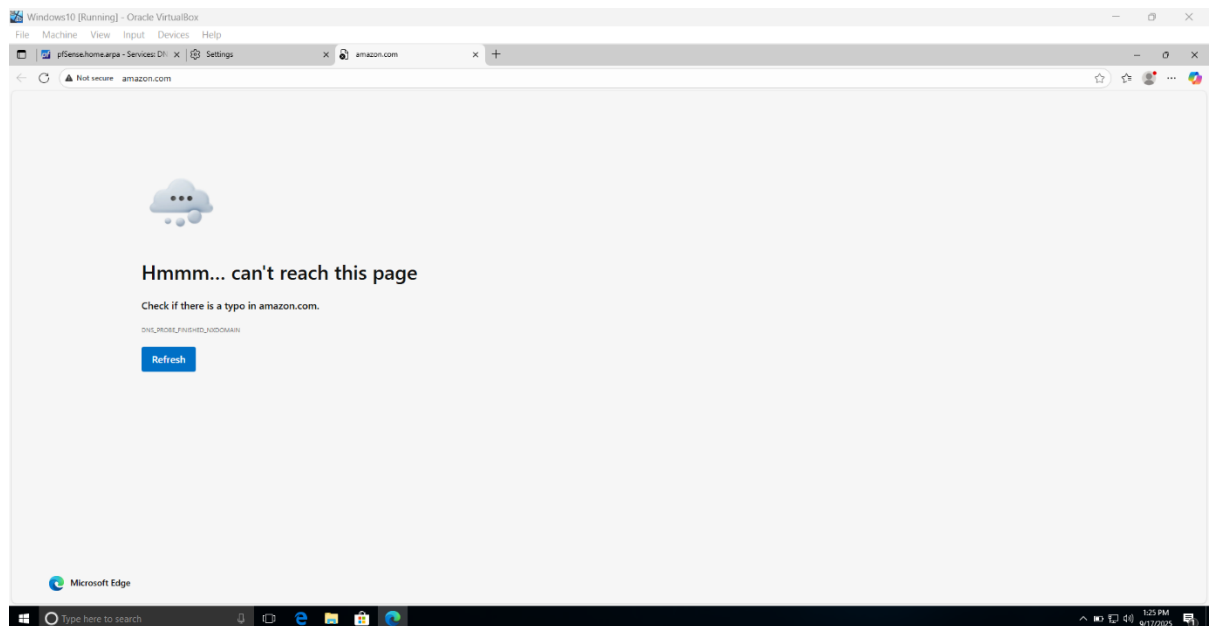 Windows10 [Running] - Oracle VirtualBox
File Machine View Input Devices Help
pfSense.home.arpa - Services: DN Settings amazon.com
Not secure amazon.com
Hmmm... can't reach this page
Check if there is a typo in amazon.com.
DNS_PROBE_FINISHED_NXDOMAIN
Refresh
Microsoft Edge
Type here to search
1:25 PM
9/17/2025